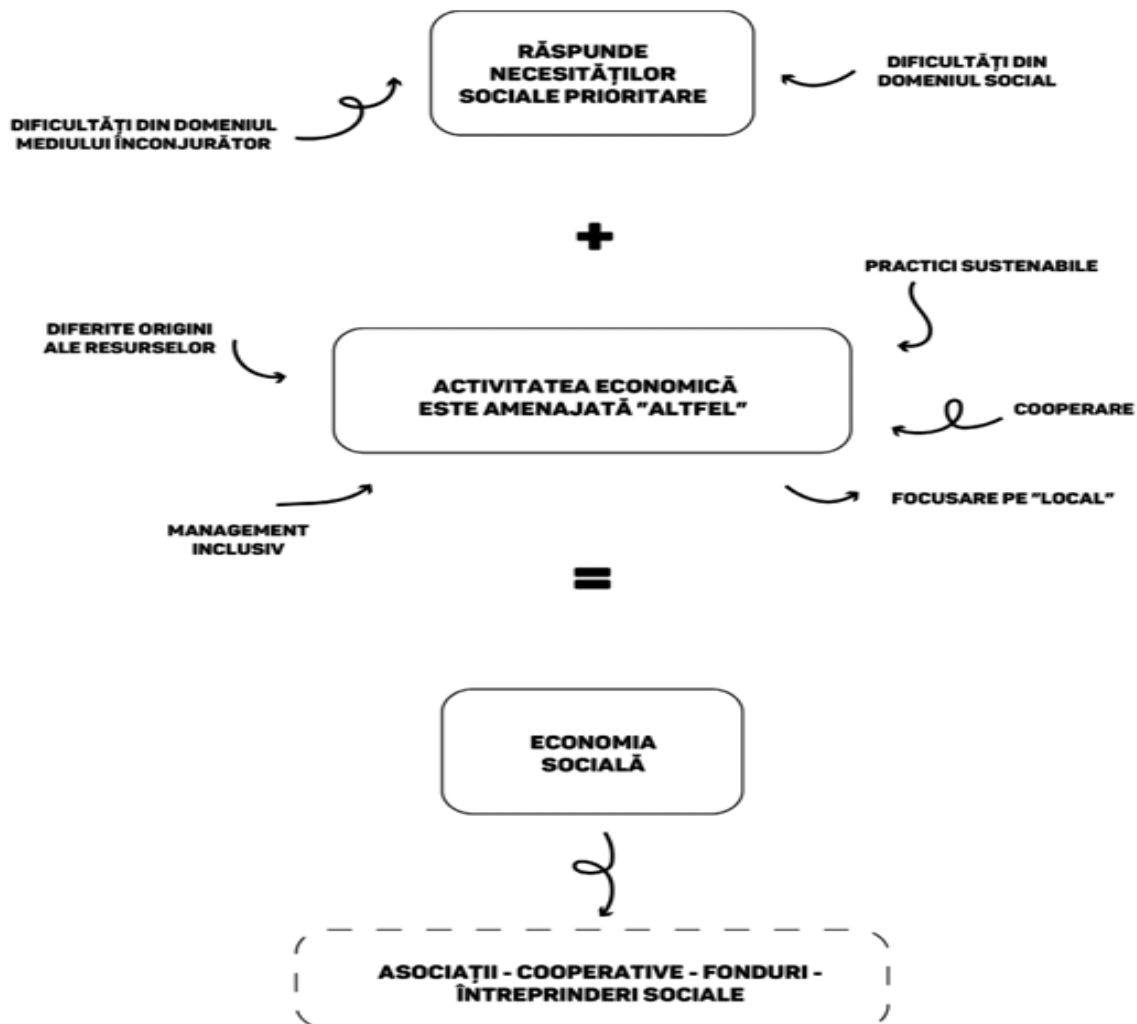 RĂSPUNDE
NECESITĂȚILOR
SOCIALE PRIORITARE
DIFICULTĂȚI DIN
DOMENIUL SOCIAL
DIFICULTĂȚI DIN DOMENIUL
MEDIULUI ÎNCONJURĂTOR
+
PRACTICI SUSTENABILE
DIFERITE ORIGINI
ALE RESURSELOR
ACTIVITATEA ECONOMICĂ
ESTE AMENAJATĂ "ALTFEL"
COOPERARE
FOCUSARE PE "LOCAL"
MANAGEMENT
INCLUSIV
=
ECONOMIA
SOCIALĂ
ASOCIAȚII - COOPERATIVE - FONDURI -
ÎNTREPRINDERI SOCIALE